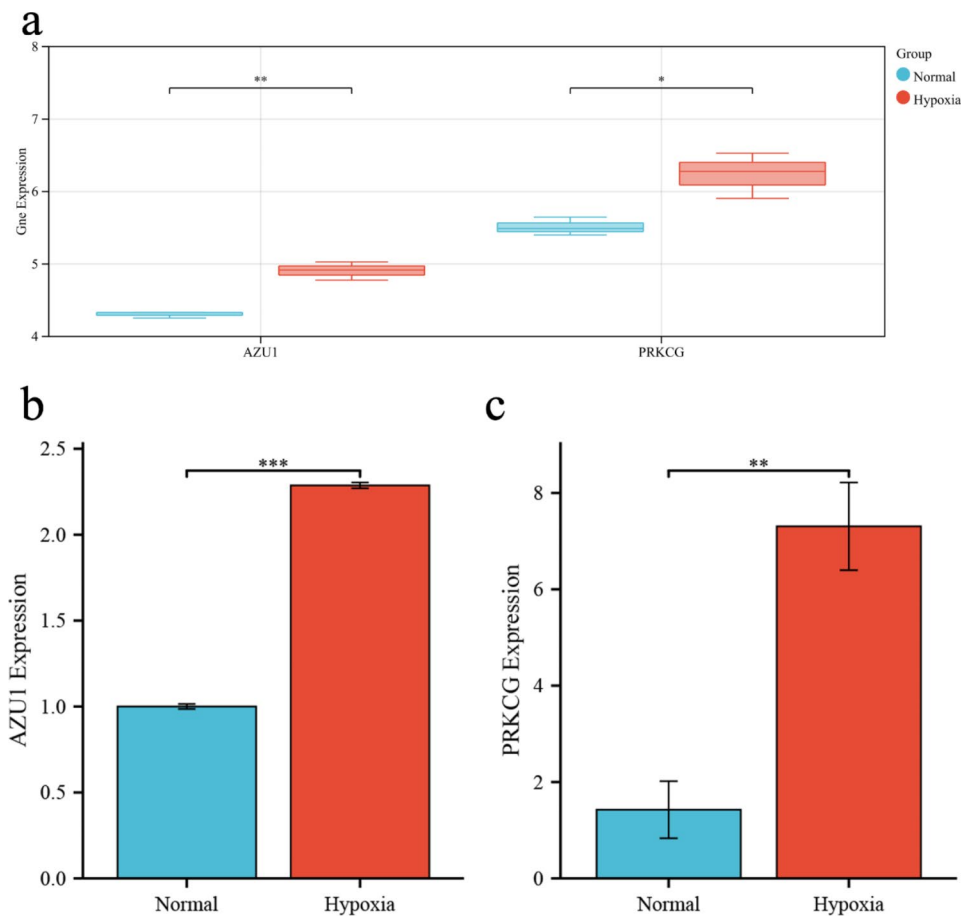 a
8
7
6
5
4
Gne Expression
**
*
AZU1
PRKCG
Group
Normal
Hypoxia
b
2.5
2.0
1.5
1.0
0.5
0.0
AZU1 Expression
***
Normal
Hypoxia
c
8
6
4
2
0
PRKCG Expression
**
Normal
Hypoxia